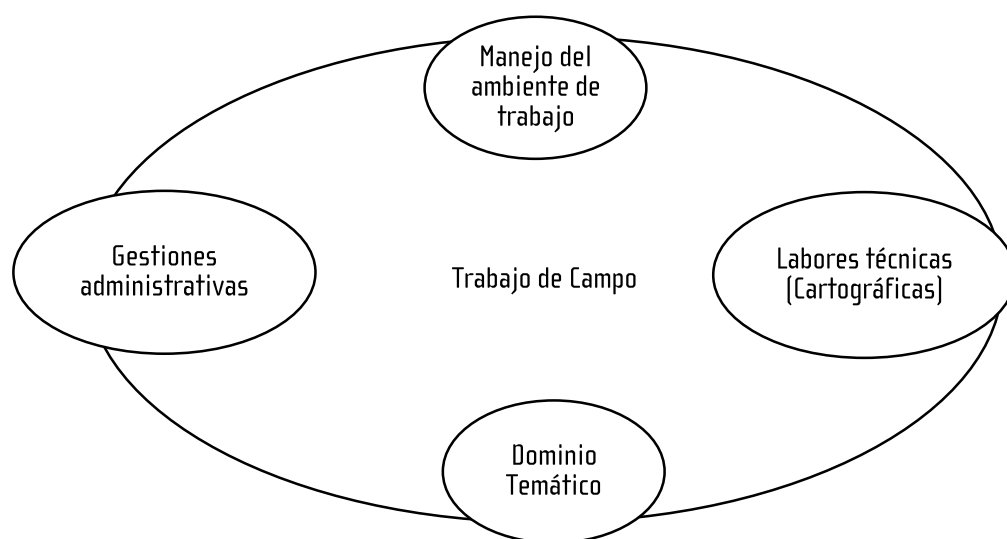 Manejo del
ambiente de
trabajo
Gestiones
administrativas
Trabajo de Campo
Labores técnicas
(Cartográficas)
Dominio
Temático